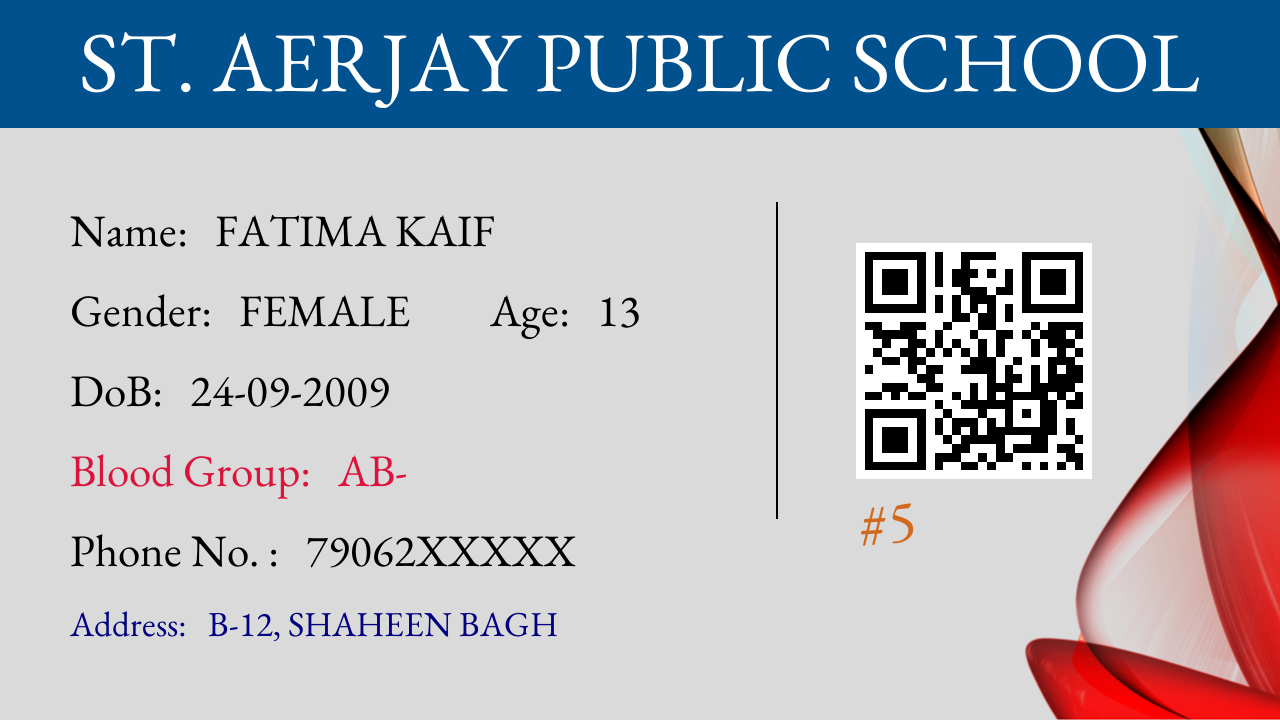 ST. AERJAY PUBLIC SCHOOL
Name: FATIMA KAIF
Gender: FEMALE Age: 13
DoB: 24-09-2009
Blood Group: AB-
Phone No. : 79062XXXXX
Address: B-12, SHAHEEN BAGH
#5